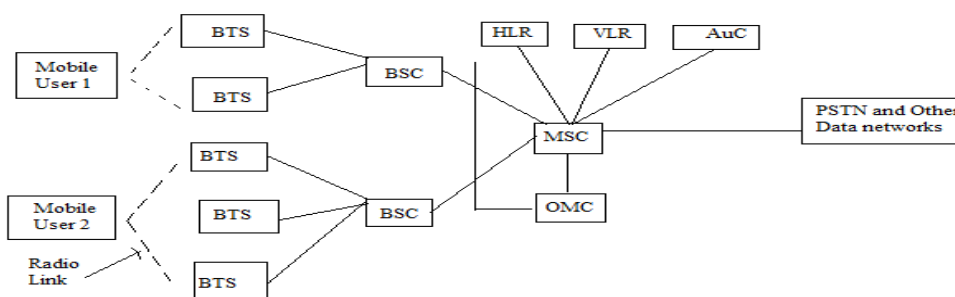 BTS
HLR
VLR
AuC
Mobile
User 1
BSC
BTS
PSTN and Other
Data networks
MSC
BTS
Mobile
User 2
BTS
BSC
OMC
Radio
Link
BTS